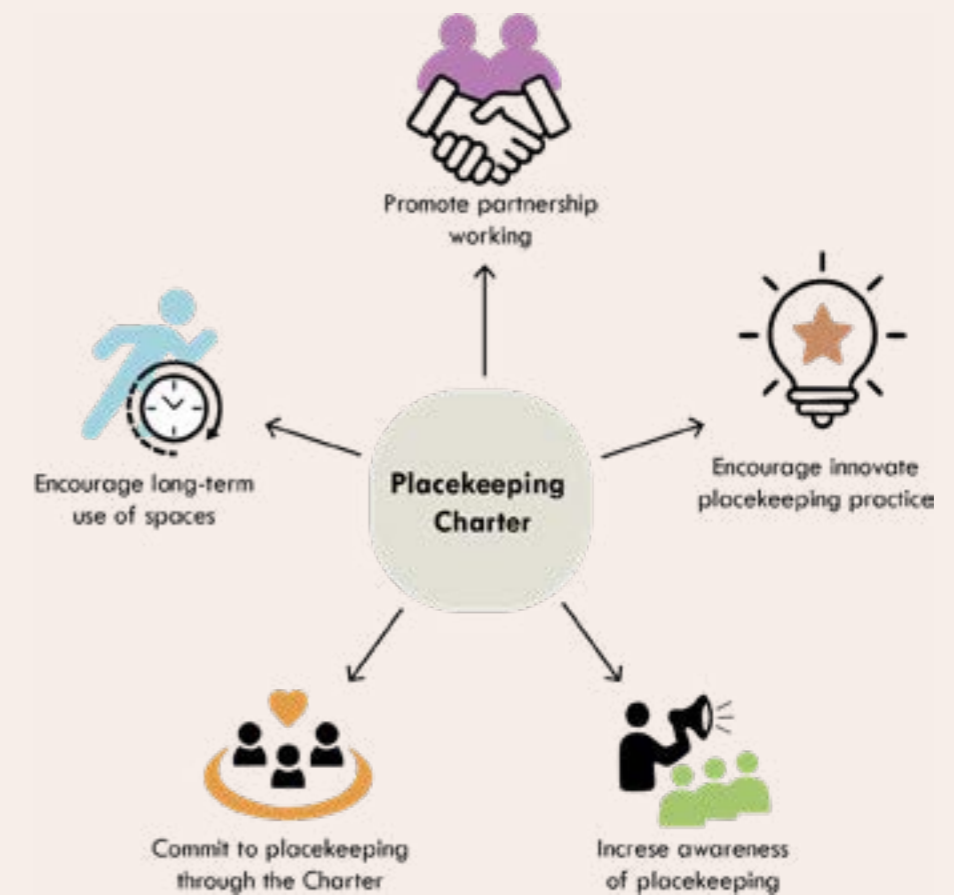 Promote partnership
working
Encourage innovate
placekeeping practice
Encourage long-term
use of spaces
Placekeeping
Charter
Commit to placekeeping
through the Charter
Increse awareness
of placekeeping